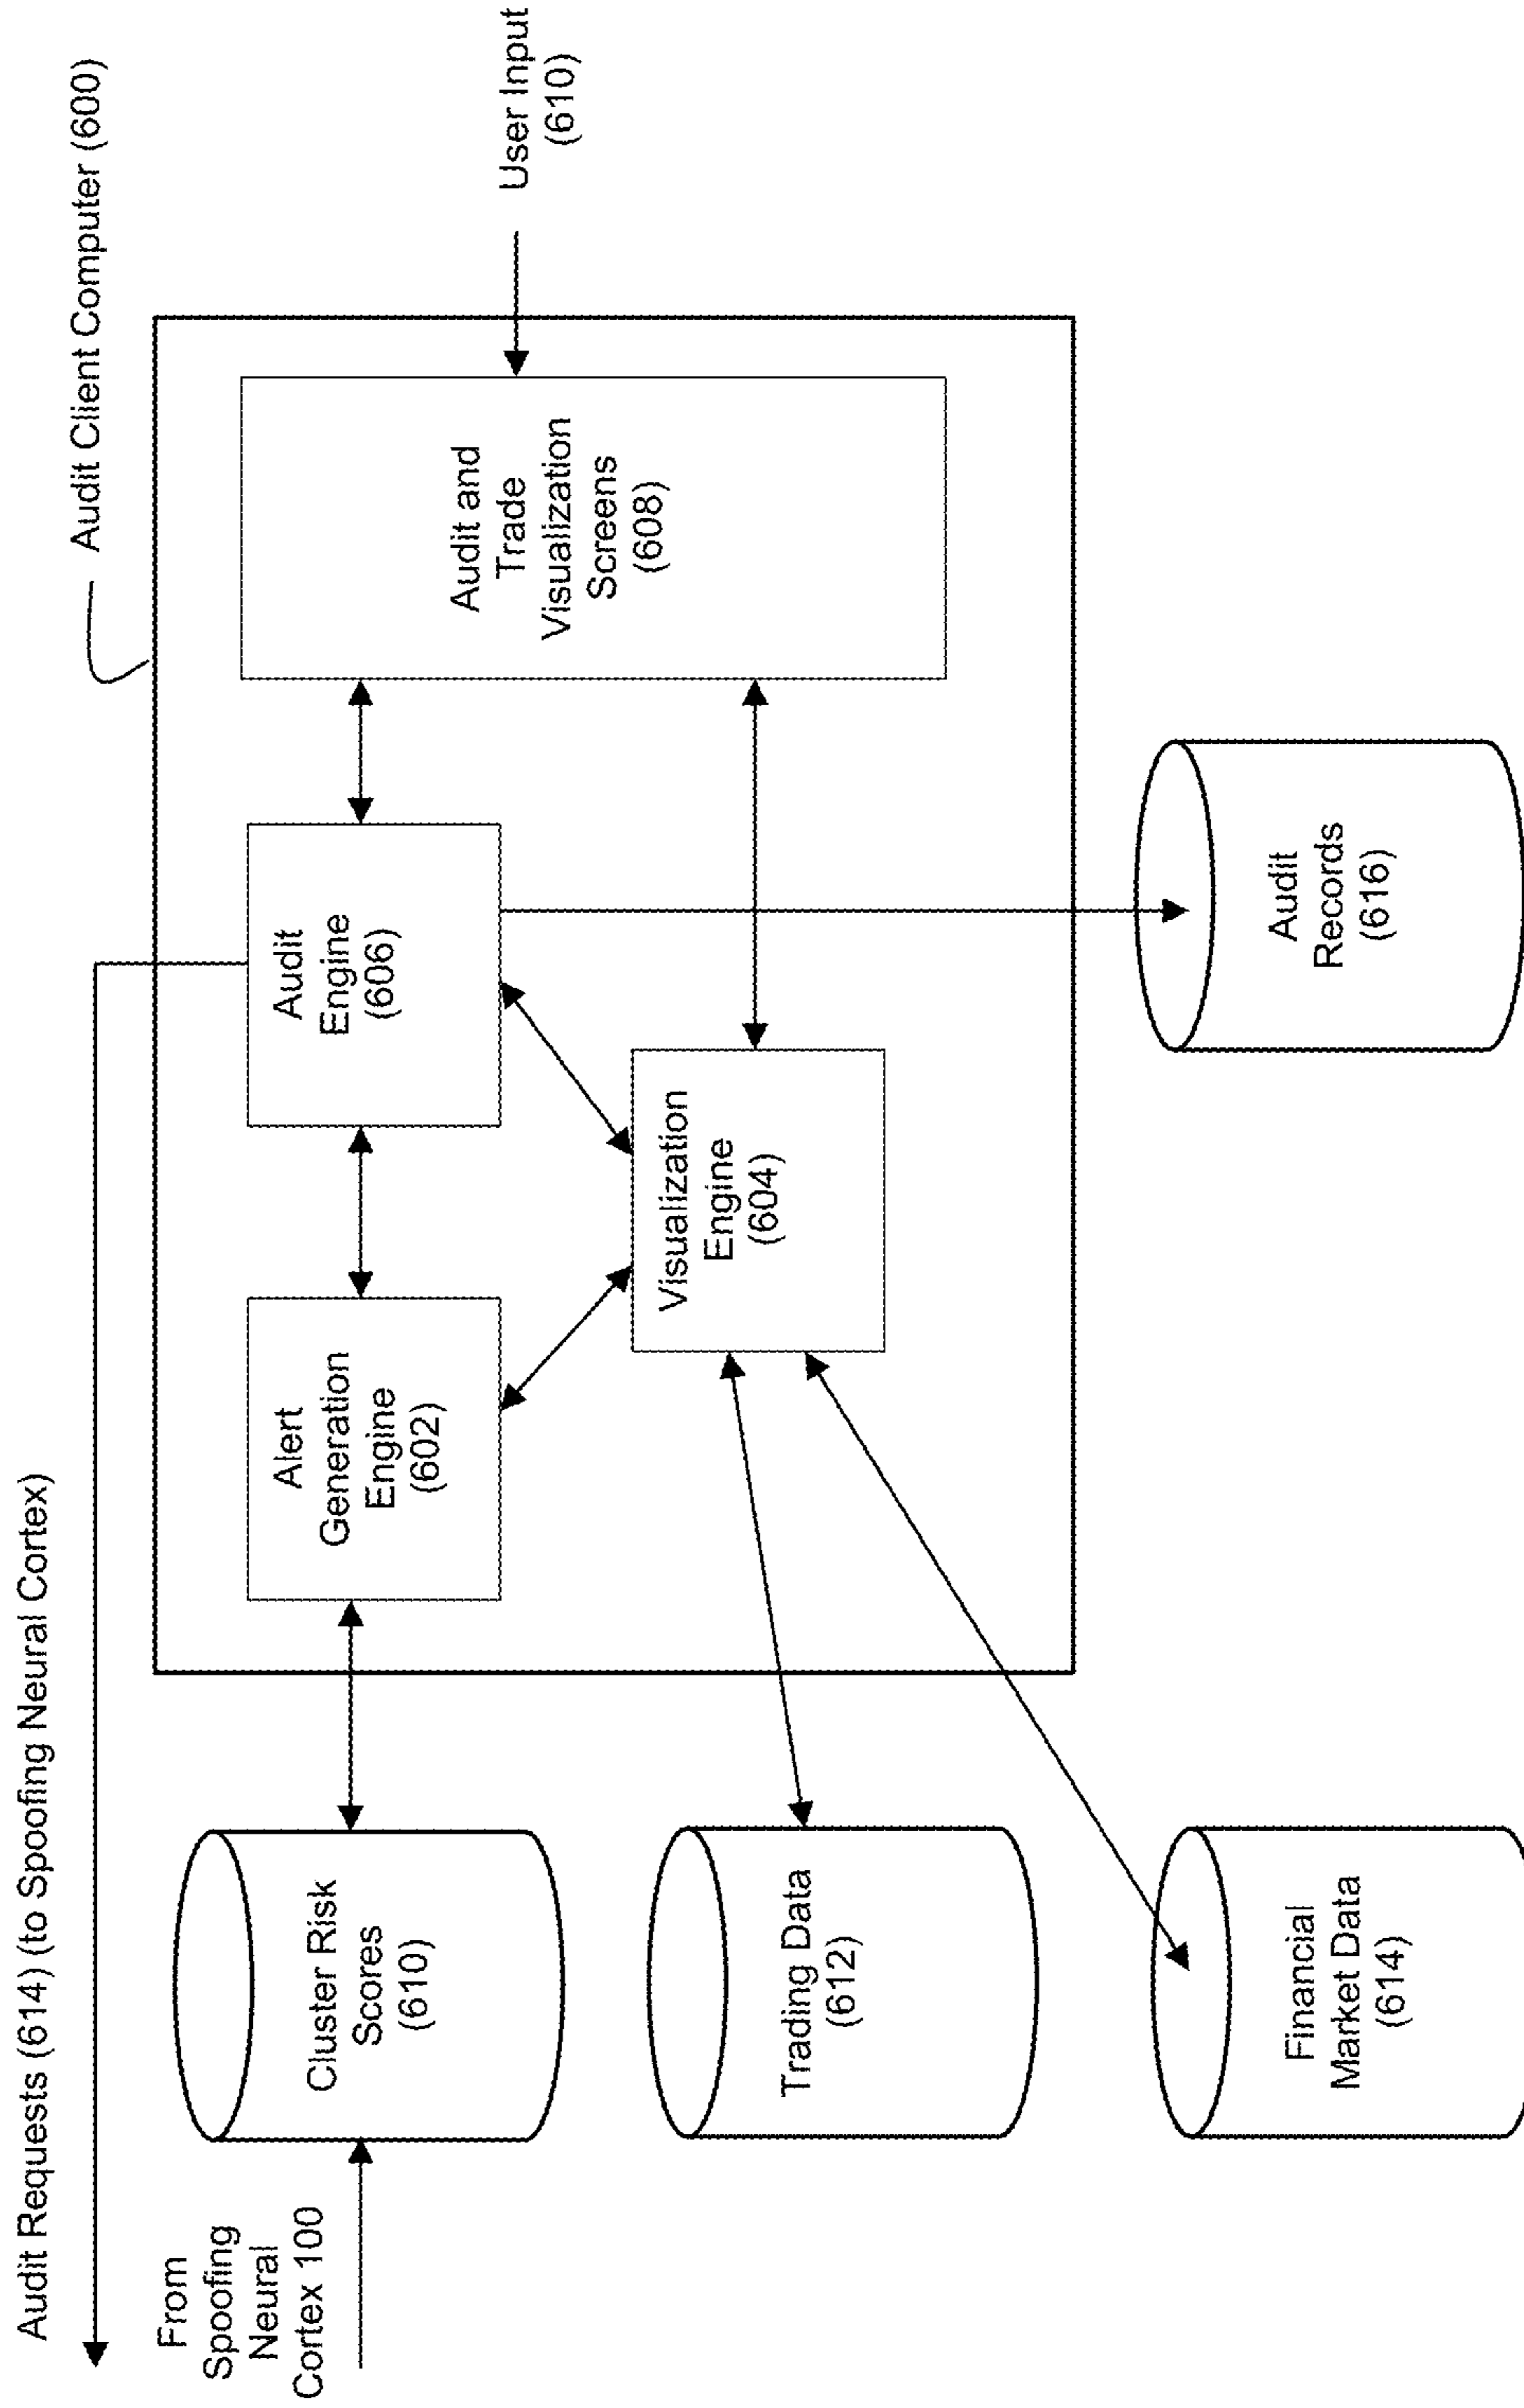 Audit Requests (614) (to Spoofing Neural Cortex)
Audit Client Computer (600)
From
Spoofing
Neural
Cortex 100
Cluster Risk
Scores
(610)
Alert
Generation
Engine
(602)
Audit
Engine
(606)
Audit and
Trade
Visualization
Screens
(608)
User Input
(610)
Trading Data
(612)
Visualization
Engine
(604)
Financial
Market Data
(614)
Audit
Records
(616)